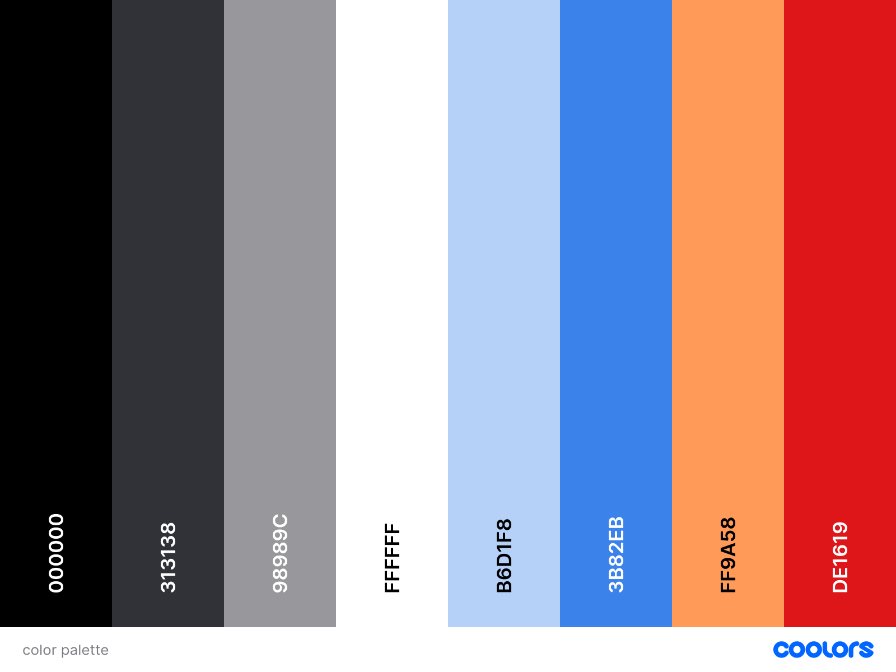 000000
313138
98989C
FFFFFF
B6D1F8
3B82EB
FF9A58
DE1619
color palette
coolors